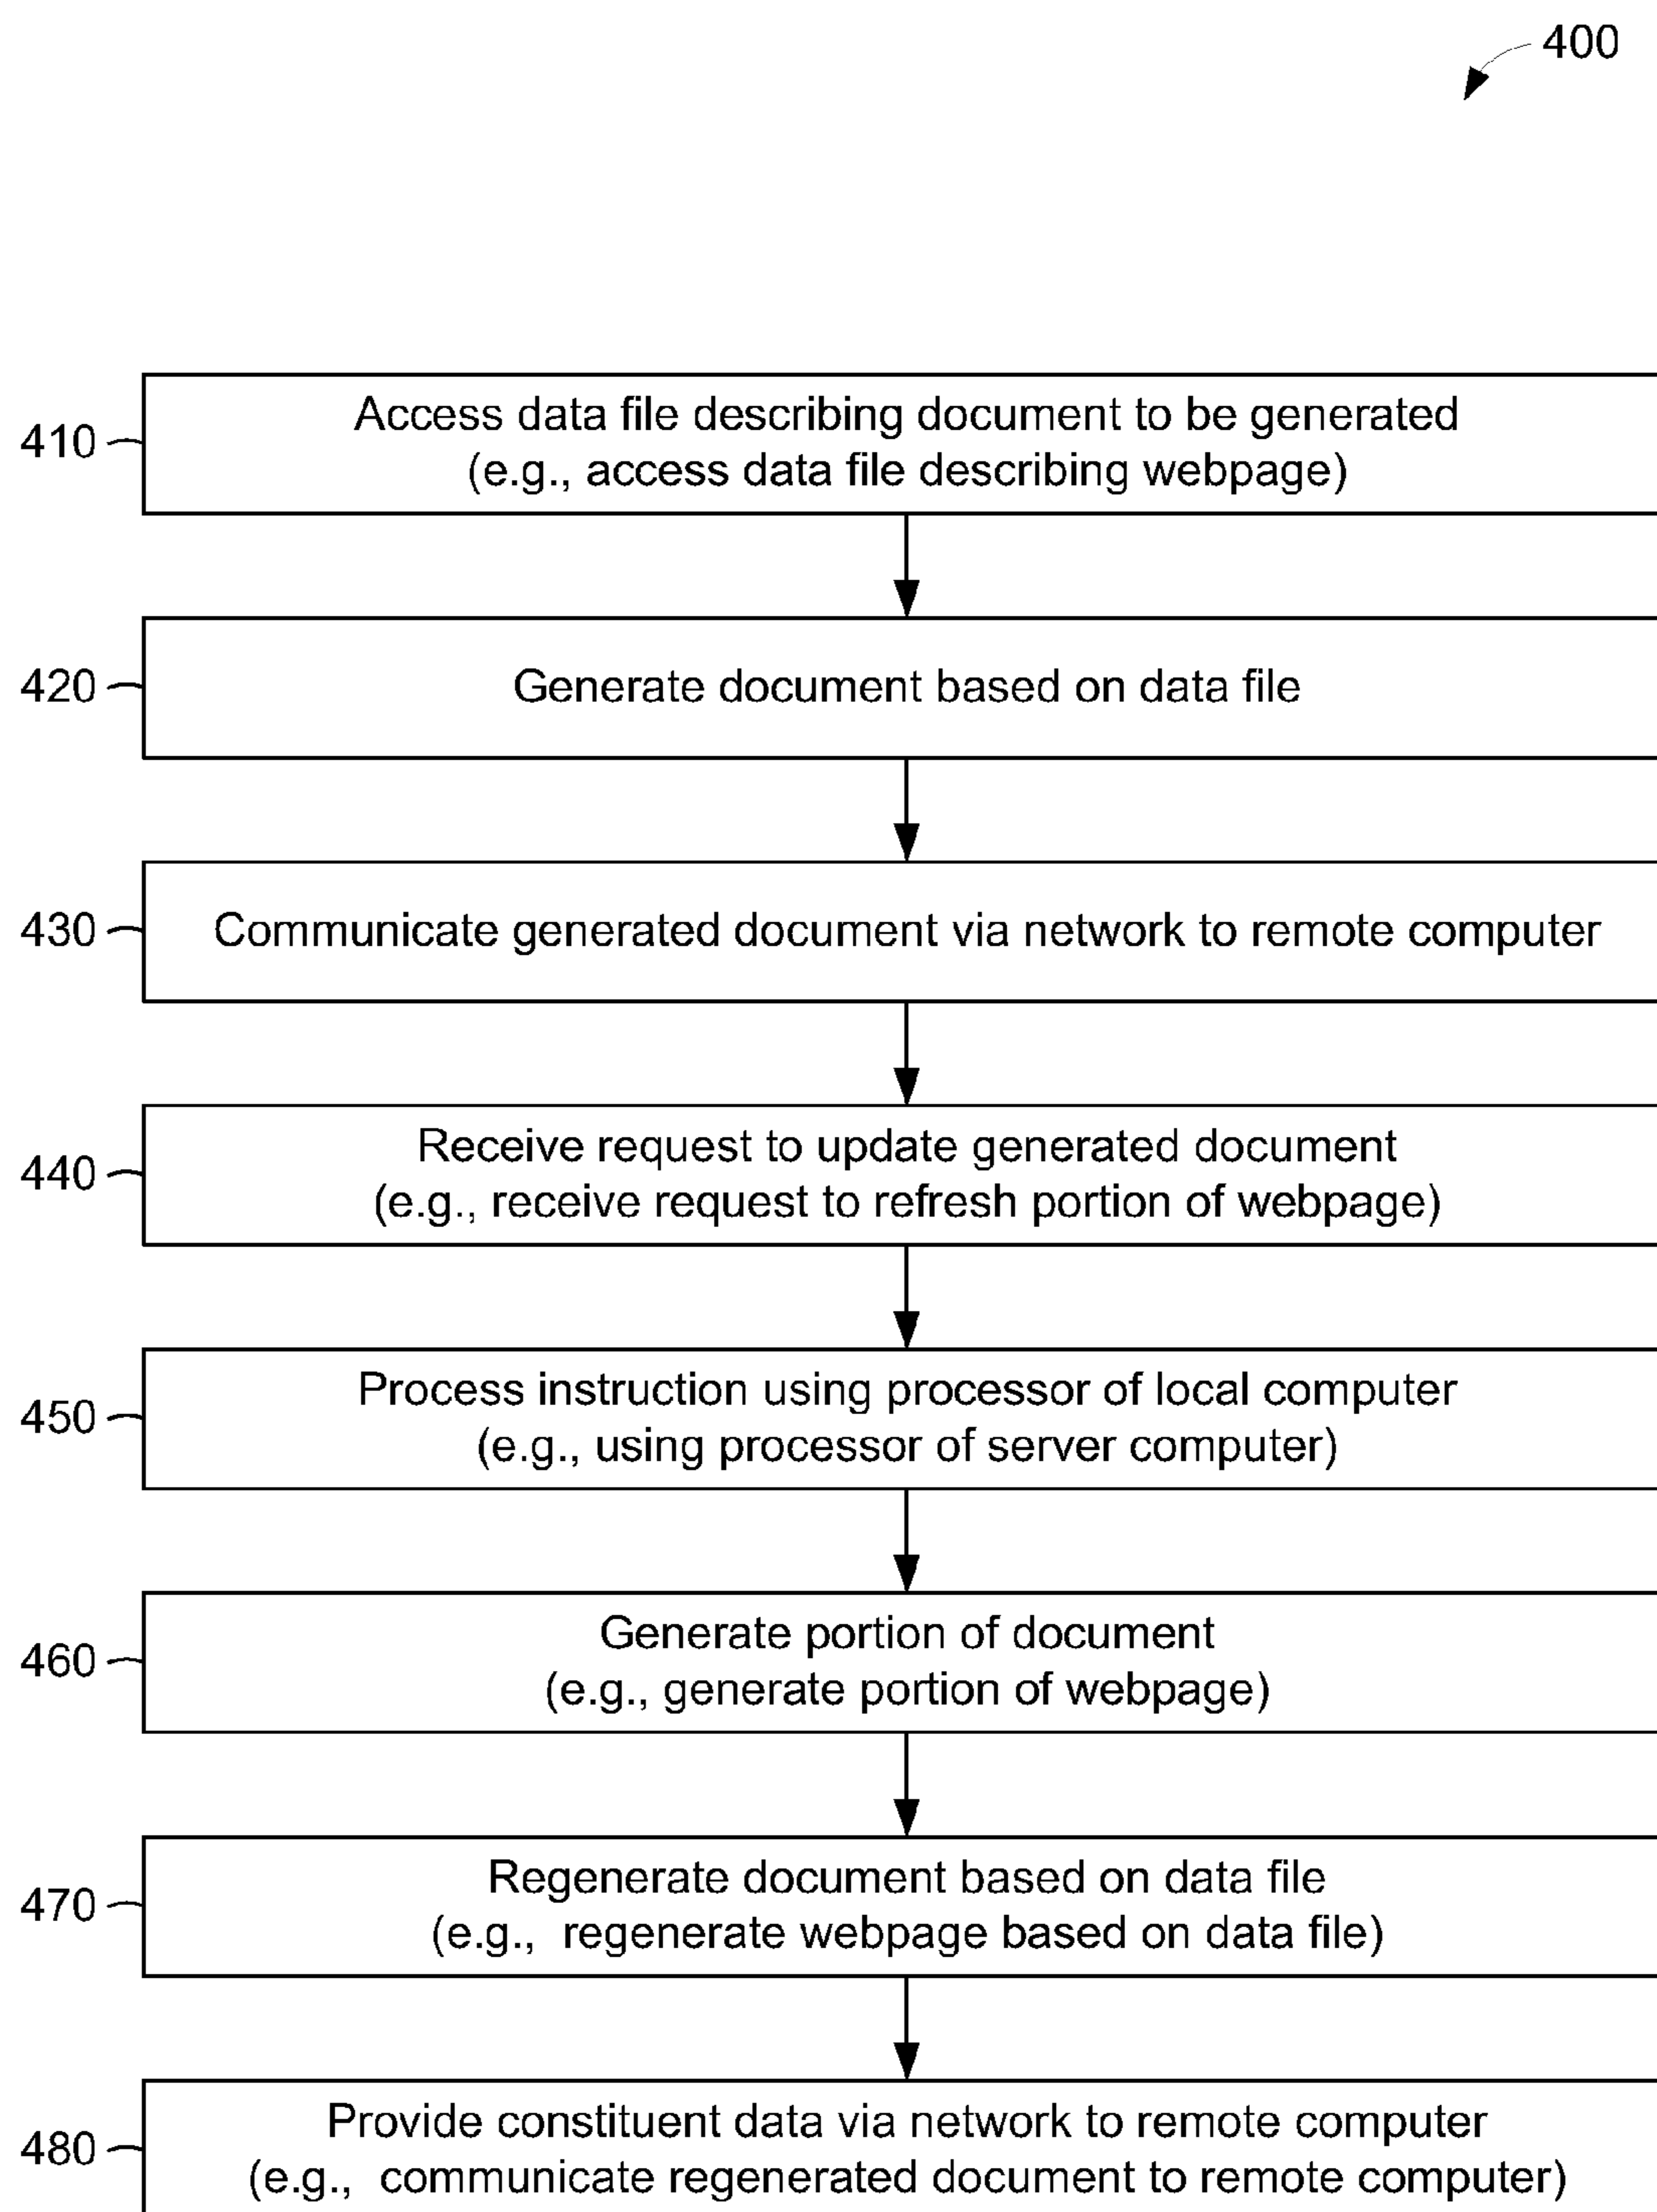 400
410
Access data file describing document to be generated
(e.g., access data file describing webpage)
420
Generate document based on data file
430
Communicate generated document via network to remote computer
440
Receive request to update generated document
(e.g., receive request to refresh portion of webpage)
450
Process instruction using processor of local computer
(e.g., using processor of server computer)
460
Generate portion of document
(e.g., generate portion of webpage)
470
Regenerate document based on data file
(e.g., regenerate webpage based on data file)
480
Provide constituent data via network to remote computer
(e.g., communicate regenerated document to remote computer)